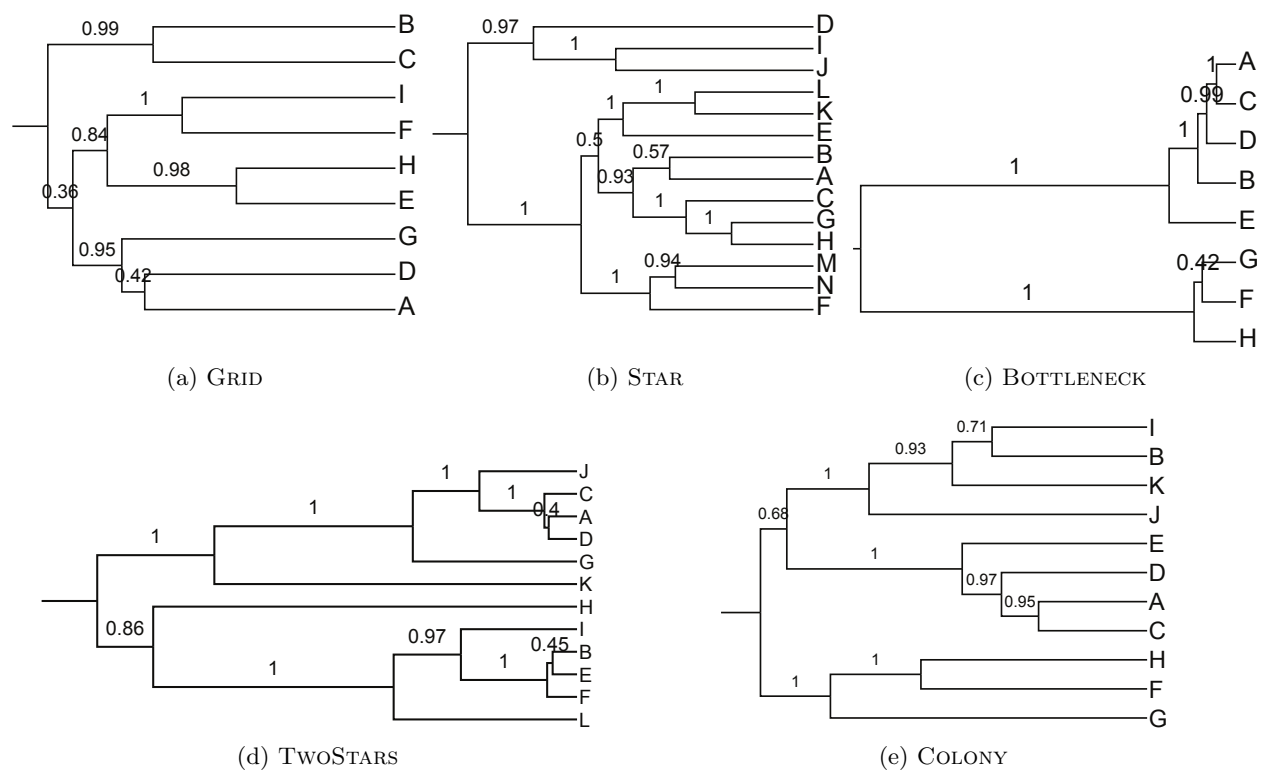 0.99
B
C
1
I
F
0.84
0.98
H
E
0.36
0.95
G
0.42
D
A
(a) GRID
0.97
D
1
I
J
1
L
1
K
E
0.5
0.57
B
0.93
A
1
C
1
G
H
1
0.94
M
1
N
F
(b) STAR
1
A
0.99
C
1
D
1
B
E
0.42
G
1
F
H
(c) BOTTLENECK
1
J
1
C
0.4
A
1
D
1
G
K
0.86
H
0.97
I
0.45
B
1
E
1
F
L
(d) TWOSTARS
0.71
I
0.93
B
1
K
0.68
J
1
E
0.97
D
0.95
A
C
1
H
1
F
G
(e) COLONY